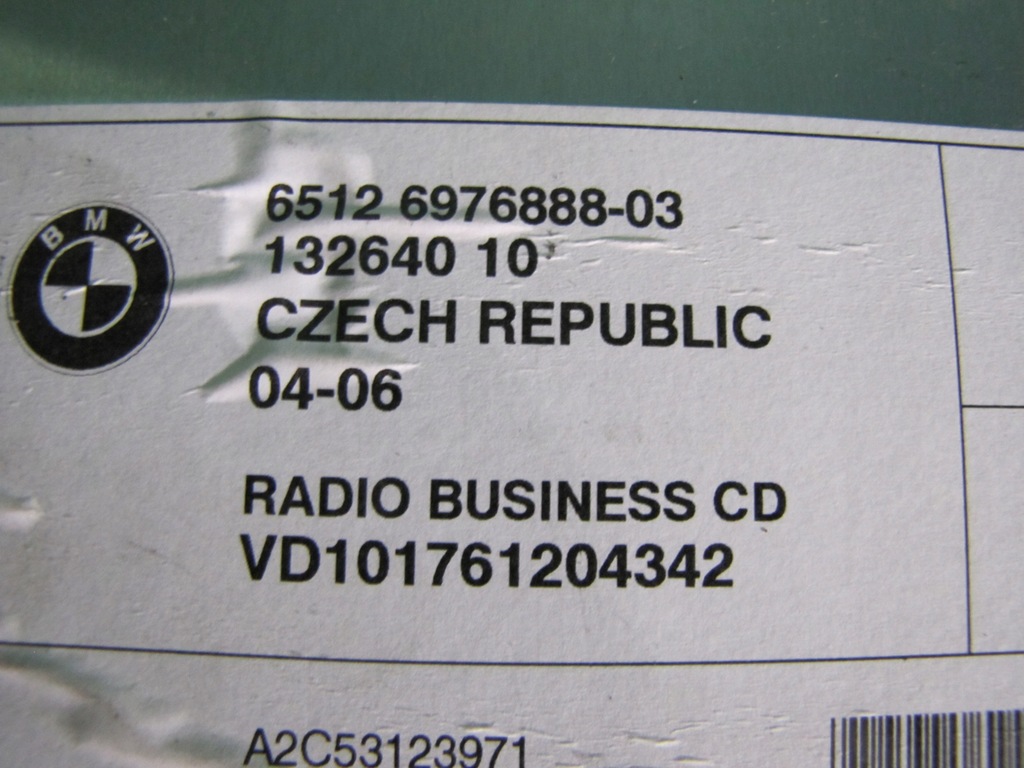 BMW
6512 6976888-03
132640 10
CZECH REPUBLIC
04-06
RADIO BUSINESS CD
VD101761204342
A2C53123971